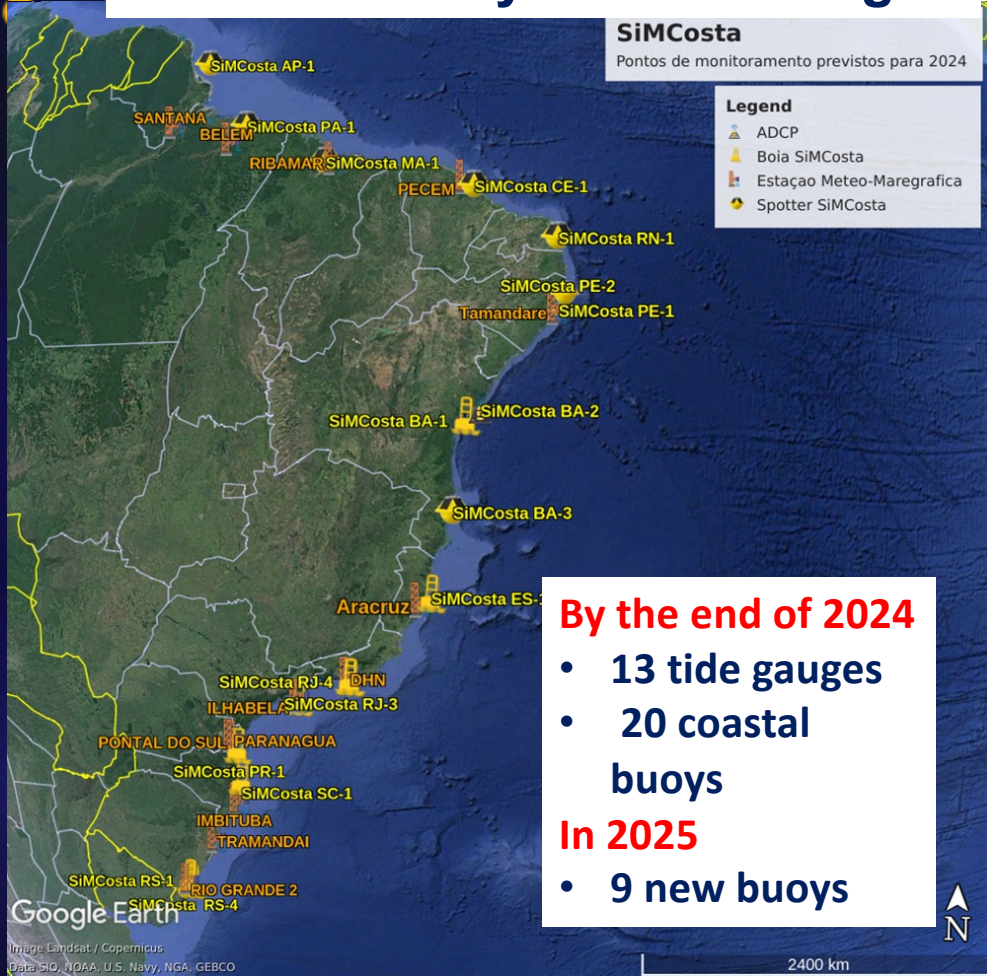 SiMCosta
Pontos de monitoramento previstos para 2024
Legend
ADCP
Boia SiMCosta
Estaçao Meteo-Maregrafica
Spotter SiMCosta
SiMCosta AP-1
SANTANA
BELEM
SiMCosta PA-1
RIBAMAR
SiMCosta MA-1
PECEM
SiMCosta CE-1
SiMCosta RN-1
SiMCosta PE-2
Tamandare
SiMCosta PE-1
SiMCosta BA-1
SiMCosta BA-2
SiMCosta BA-3
Aracruz
SiMCosta ES-
SiMCosta RJ-4
DHN
ILHABELA
SiMCosta RJ-3
PONTAL DO SUL
PARANAGUA
SiMCosta PR-1
SiMCosta SC-1
IMBITUBA
TRAMANDAI
SiMCosta RS-1
RIO GRANDE 2
SiMCosta RS-4
By the end of 2024
• 13 tide gauges
• 20 coastal
buoys
In 2025
• 9 new buoys
Google Earth
Image Landsat / Copernicus
Data SIO, NOAA, U.S. Navy, NGA, GEBCO
N
2400 km